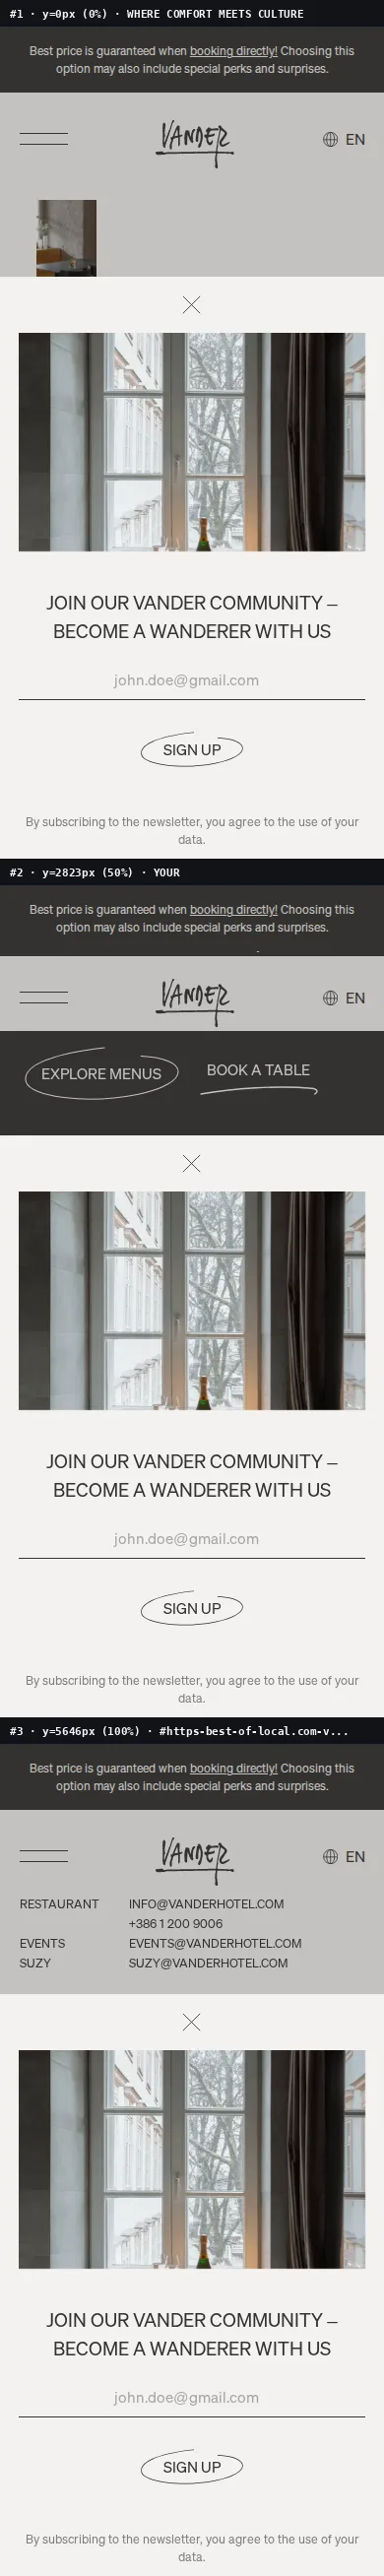 #1 · y=0px (0%) · WHERE COMFORT MEETS CULTURE
Best price is guaranteed when booking directly! Choosing this
option may also include special perks and surprises.
VANDER
EN
JOIN OUR VANDER COMMUNITY –
BECOME A WANDERER WITH US
john.doe@gmail.com
SIGN UP
By subscribing to the newsletter, you agree to the use of your
data.
#2 · y=2823px (50%) · YOUR
Best price is guaranteed when booking directly! Choosing this
option may also include special perks and surprises.
VANDER
EN
EXPLORE MENUS BOOK A TABLE
JOIN OUR VANDER COMMUNITY –
BECOME A WANDERER WITH US
john.doe@gmail.com
SIGN UP
By subscribing to the newsletter, you agree to the use of your
data.
#3 · y=5646px (100%) · #https-best-of-local.com-v...
Best price is guaranteed when booking directly! Choosing this
option may also include special perks and surprises.
VANDER
EN
RESTAURANT INFO@VANDERHOTEL.COM
+386 1 200 9006
EVENTS EVENTS@VANDERHOTEL.COM
SUZY SUZY@VANDERHOTEL.COM
JOIN OUR VANDER COMMUNITY –
BECOME A WANDERER WITH US
john.doe@gmail.com
SIGN UP
By subscribing to the newsletter, you agree to the use of your
data.